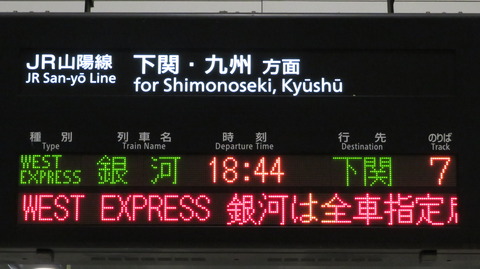 JR山陽線 下関・九州 方面
JR San-yō Line for Shimonoseki, Kyūshū
種別 列車名 時刻 行先 のりば
Type Train Name Departure Time Destination Track
WEST EXPRESS 銀河 18:44 下関 7
WEST EXPRESS 銀河は全車指定